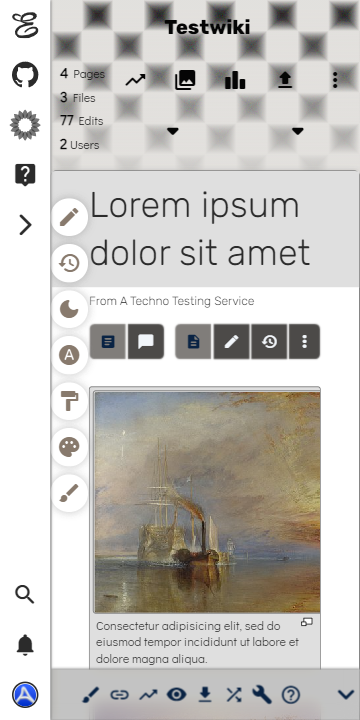 Testwiki
4 Pages
3 Files
77 Edits
2 Users
Lorem ipsum
dolor sit amet
From A Techno Testing Service
A
Consectetur adipisicing elit, sed do
eiusmod tempor incididunt ut labore et
dolore magna aliqua.